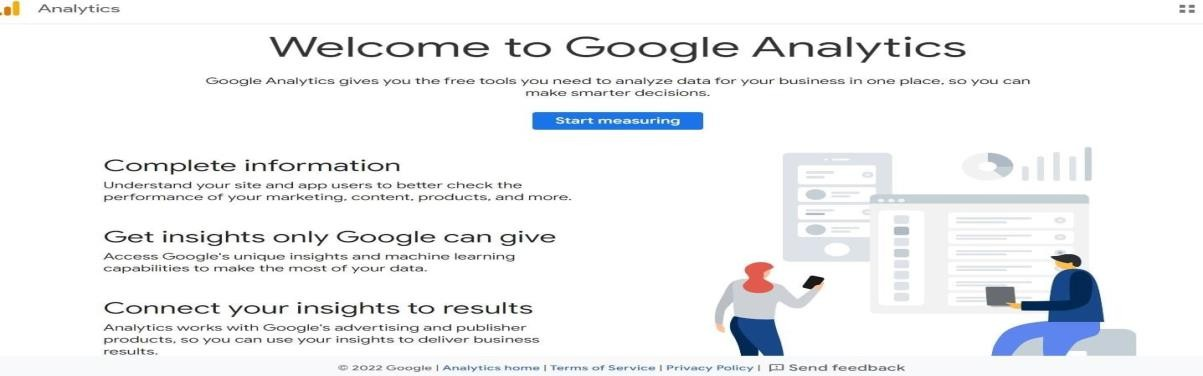 Analytics
Welcome to Google Analytics
Google Analytics gives you the free tools you need to analyze data for your business in one place, so you can
make smarter decisions.
Start measuring
Complete information
Understand your site and app users to better check the
performance of your marketing, content, products, and more.
Get insights only Google can give
Access Google's unique insights and machine learning
capabilities to make the most of your data.
Connect your insights to results
Analytics works with Google's advertising and publisher
products, so you can use your insights to deliver business
results.
© 2022 Google | Analytics home | Terms of Service | Privacy Policy | Send feedback